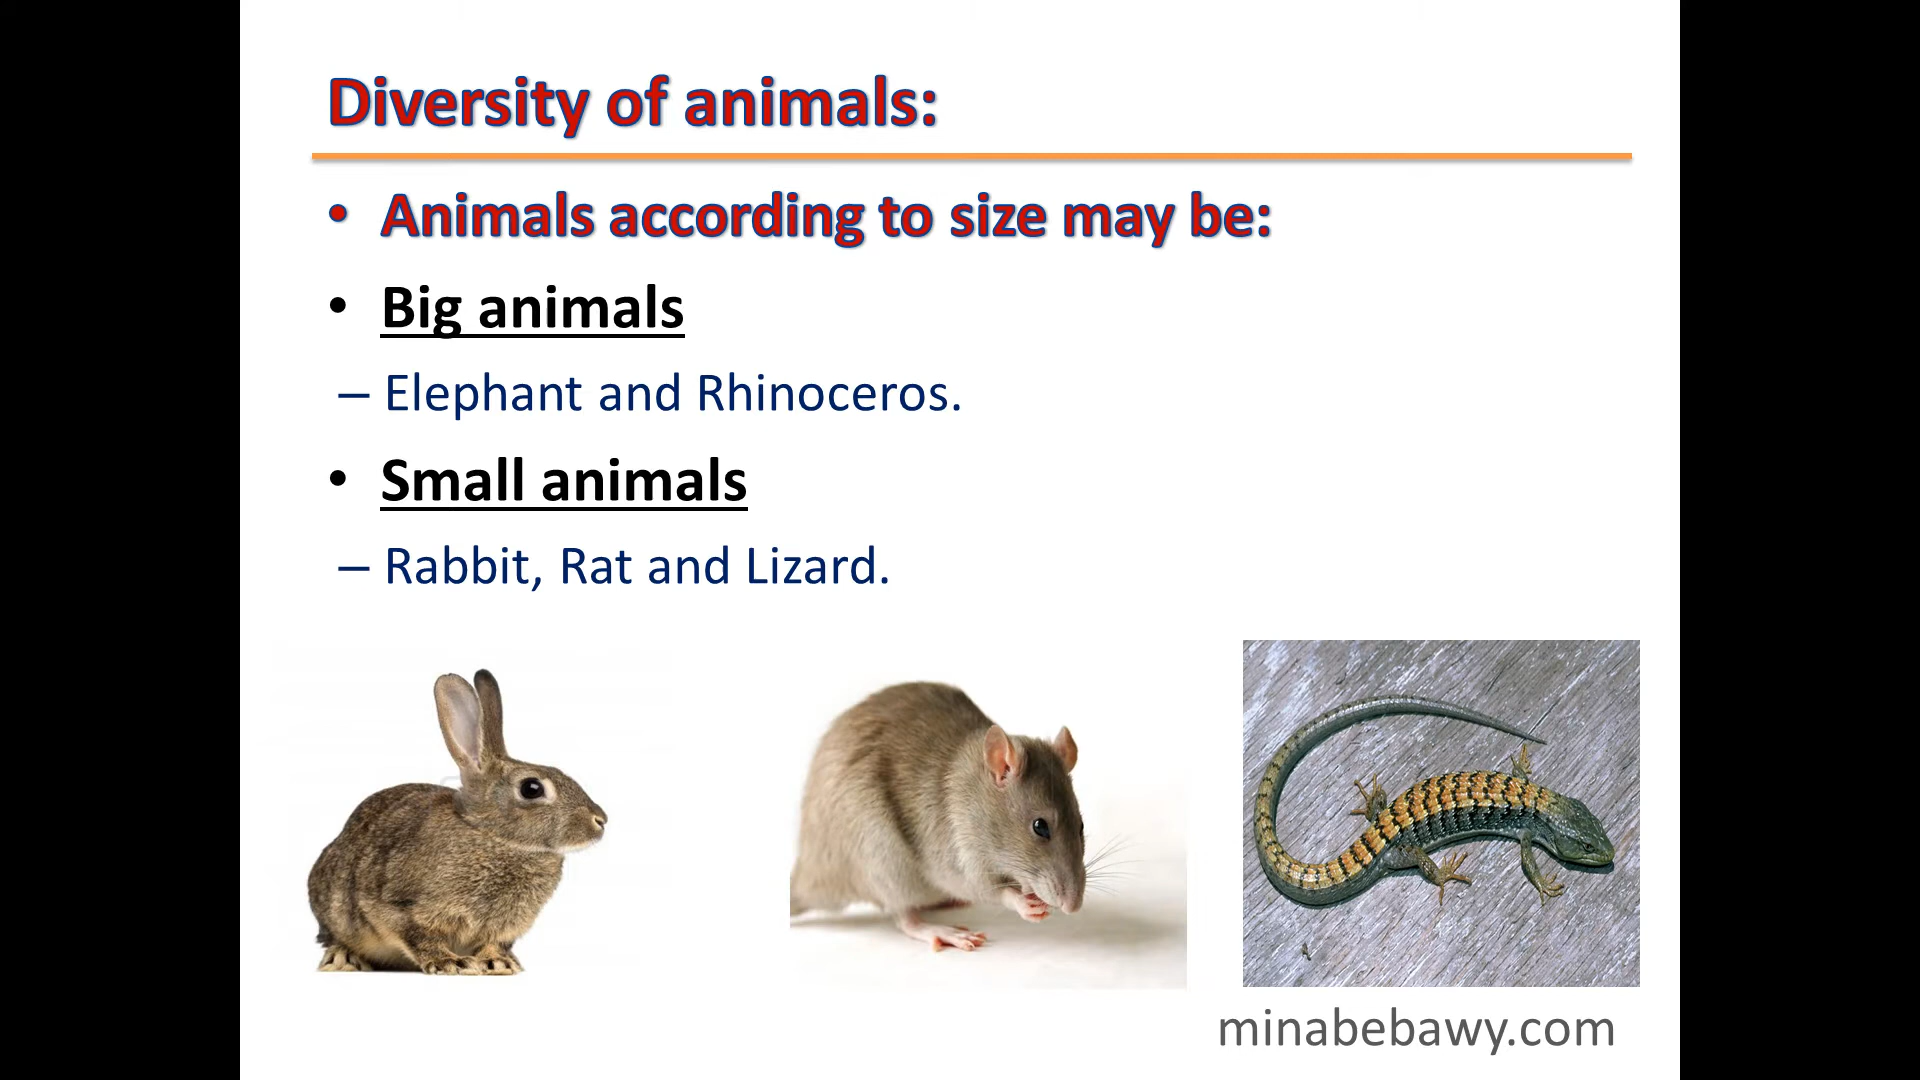 Diversity of animals:
• Animals according to size may be:
• Big animals
– Elephant and Rhinoceros.
• Small animals
– Rabbit, Rat and Lizard.
minabebawy.com